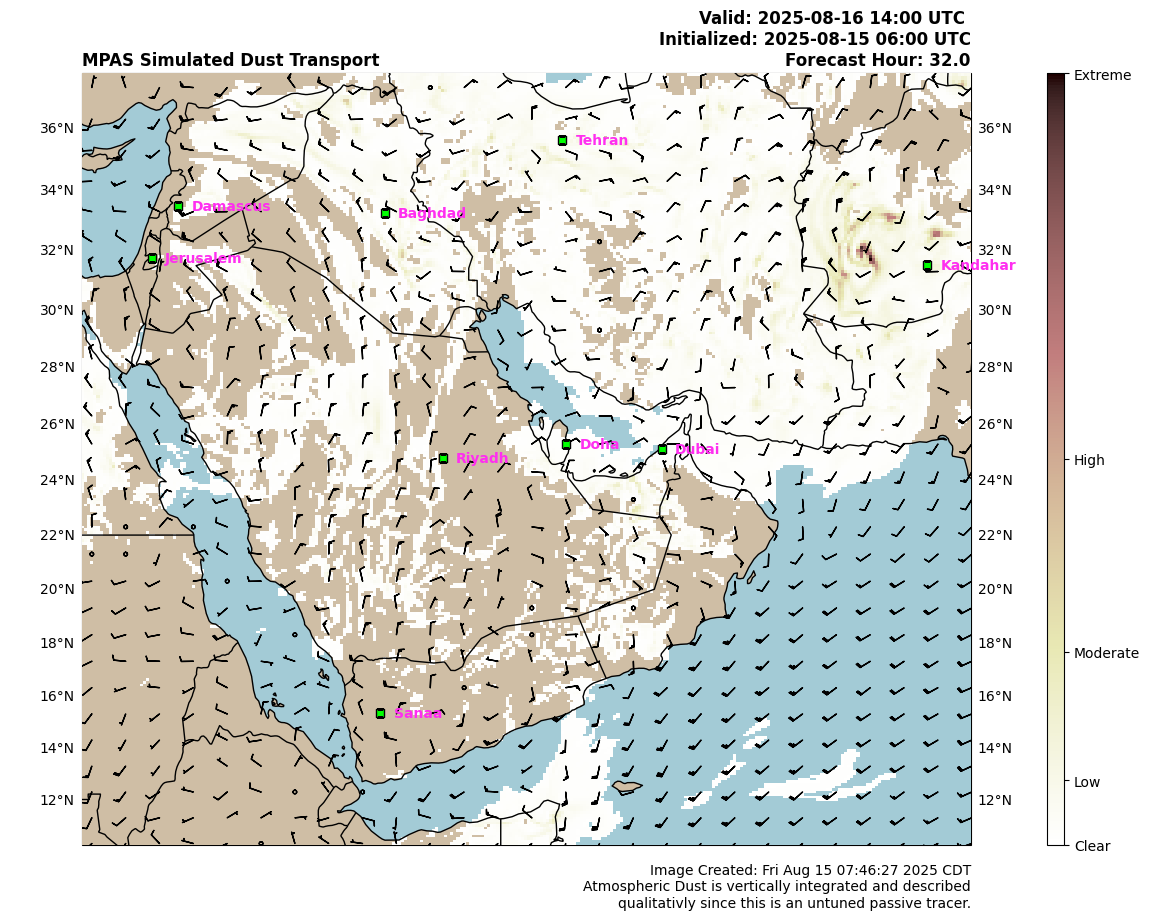 Valid: 2025-08-16 14:00 UTC
Initialized: 2025-08-15 06:00 UTC
MPAS Simulated Dust Transport Forecast Hour: 32.0
Extreme
36°N 36°N
Tehran
34°N 34°N
Damascus
Baghdad
32°N 32°N
Jerusalem
Kandahar
30°N 30°N
28°N 28°N
26°N 26°N
Doha
Dubai
Riyadh
High
24°N 24°N
22°N 22°N
20°N 20°N
18°N 18°N
Moderate
16°N 16°N
Sanaa
14°N 14°N
Low
12°N 12°N
Clear
Image Created: Fri Aug 15 07:46:27 2025 CDT
Atmospheric Dust is vertically integrated and described
qualitativly since this is an untuned passive tracer.